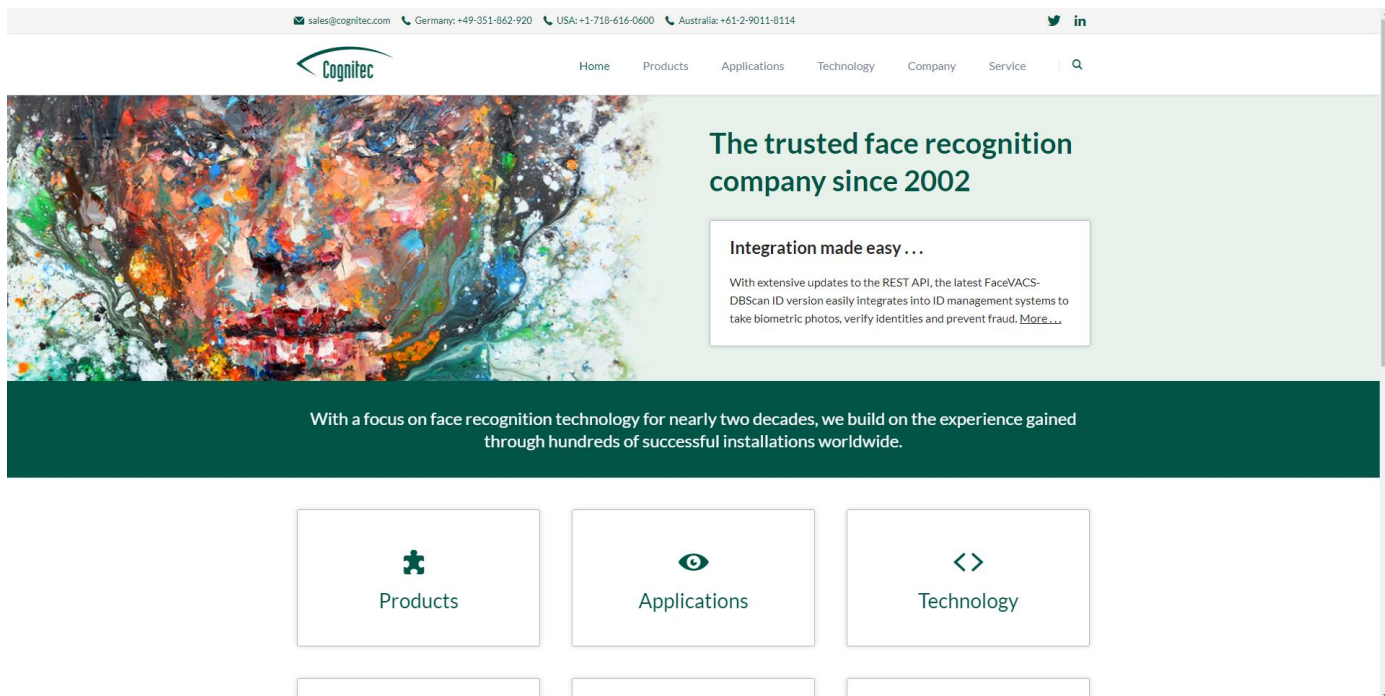 sales@cognitec.com Germany: +49-351-862-920 USA: +1-718-616-0600 Australia: +61-2-9011-8114
Cognitec
Home Products Applications Technology Company Service
The trusted face recognition
company since 2002
Integration made easy . . .
With extensive updates to the REST API, the latest FaceVACS-
DBScan ID version easily integrates into ID management systems to
take biometric photos, verify identities and prevent fraud. More . . .
With a focus on face recognition technology for nearly two decades, we build on the experience gained
through hundreds of successful installations worldwide.
Products
Applications
Technology